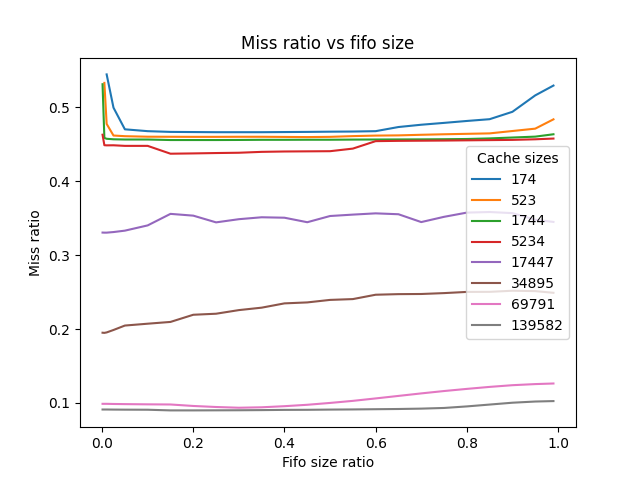 Miss ratio vs fifo size
Miss ratio
0.5
0.4
0.3
0.2
0.1
Cache sizes
174
523
1744
5234
17447
34895
69791
139582
0.0 0.2 0.4 0.6 0.8 1.0
Fifo size ratio